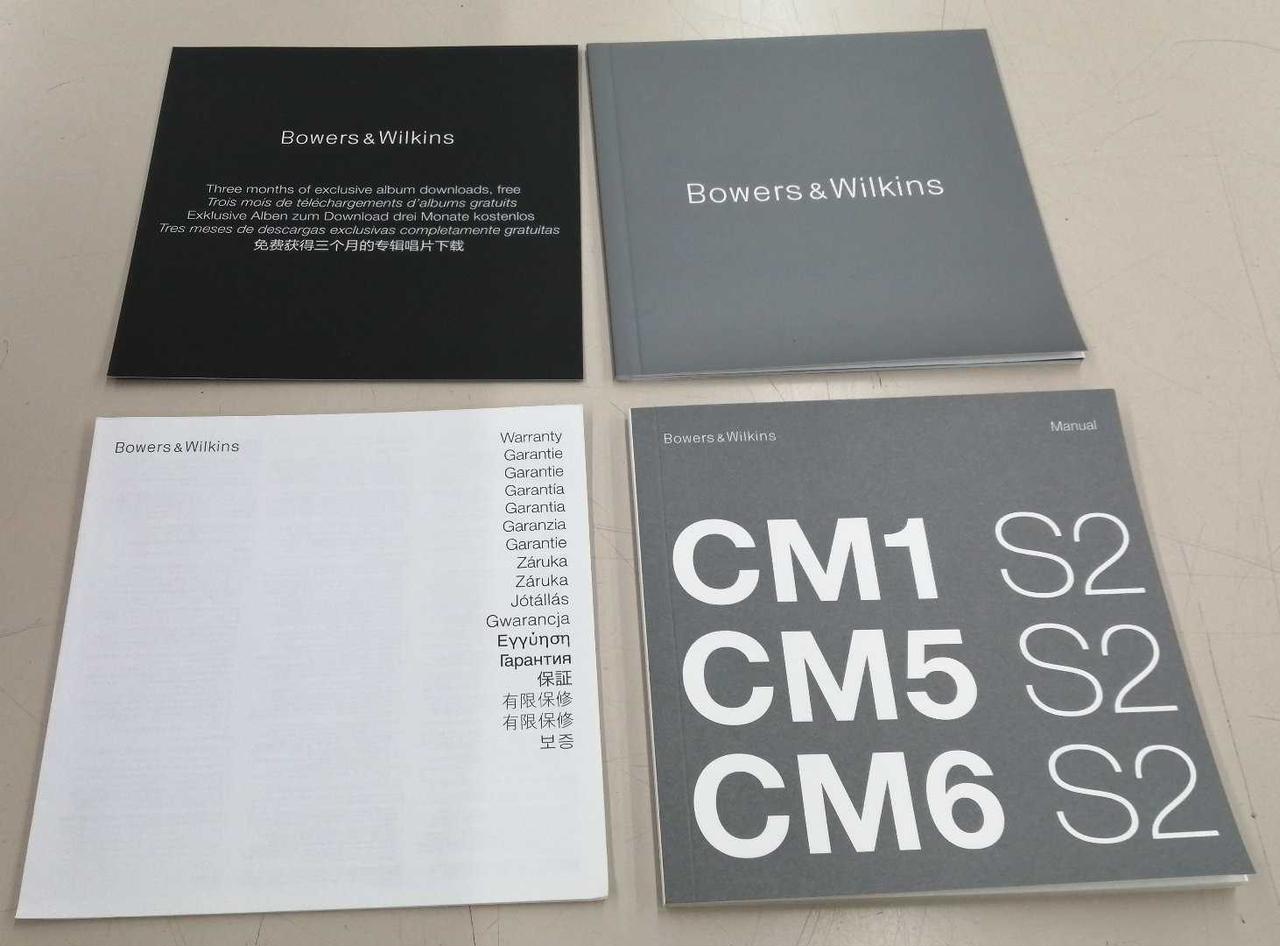 Bowers & Wilkins
Three months of exclusive album downloads, free
Trois mois de téléchargements d'albums gratuits
Exklusive Alben zum Download drei Monate kostenlos
Tres meses de descargas exclusivas completamente gratuitas
免费获得三个月的专辑唱片下载
Bowers & Wilkins
Bowers & Wilkins
Warranty
Garantie
Garantie
Garantía
Garantia
Garanzia
Garantie
Záruka
Záruka
Jótállás
Gwarancja
Εγγύηση
Гарантия
保証
有限保修
有限保修
보증
Bowers & Wilkins
Manual
CM1 S2
CM5 S2
CM6 S2